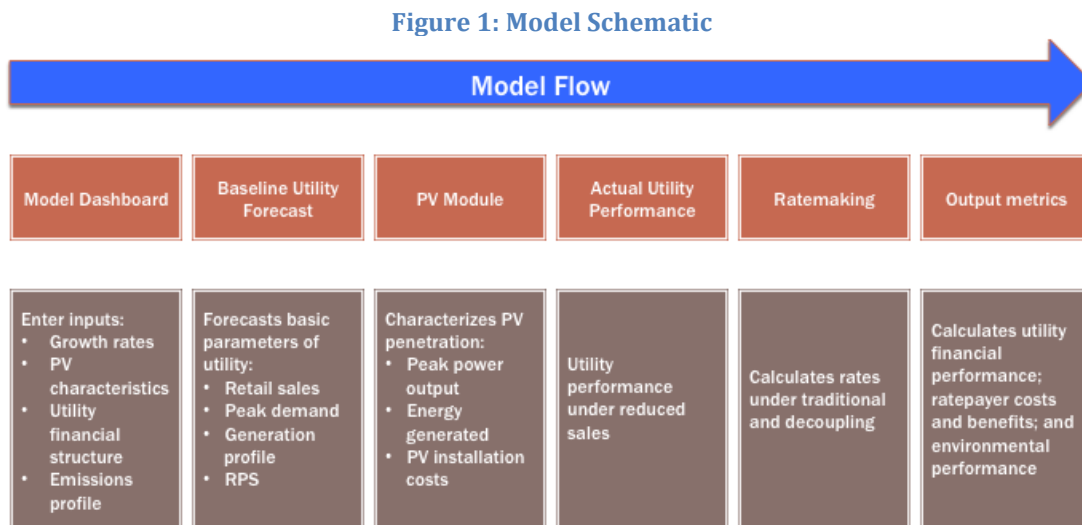 Figure 1: Model Schematic
Model Flow
Model Dashboard
Baseline Utility
Forecast
PV Module
Actual Utility
Performance
Ratemaking
Output metrics
Enter inputs:
• Growth rates
• PV
characteristics
• Utility
financial
structure
• Emissions
profile
Forecasts basic
parameters of
utility:
• Retail sales
• Peak demand
• Generation
profile
• RPS
Characterizes PV
penetration:
• Peak power
output
• Energy
generated
• PV installation
costs
Utility
performance
under reduced
sales
Calculates rates
under traditional
and decoupling
Calculates utility
financial
performance;
ratepayer costs
and benefits; and
environmental
performance